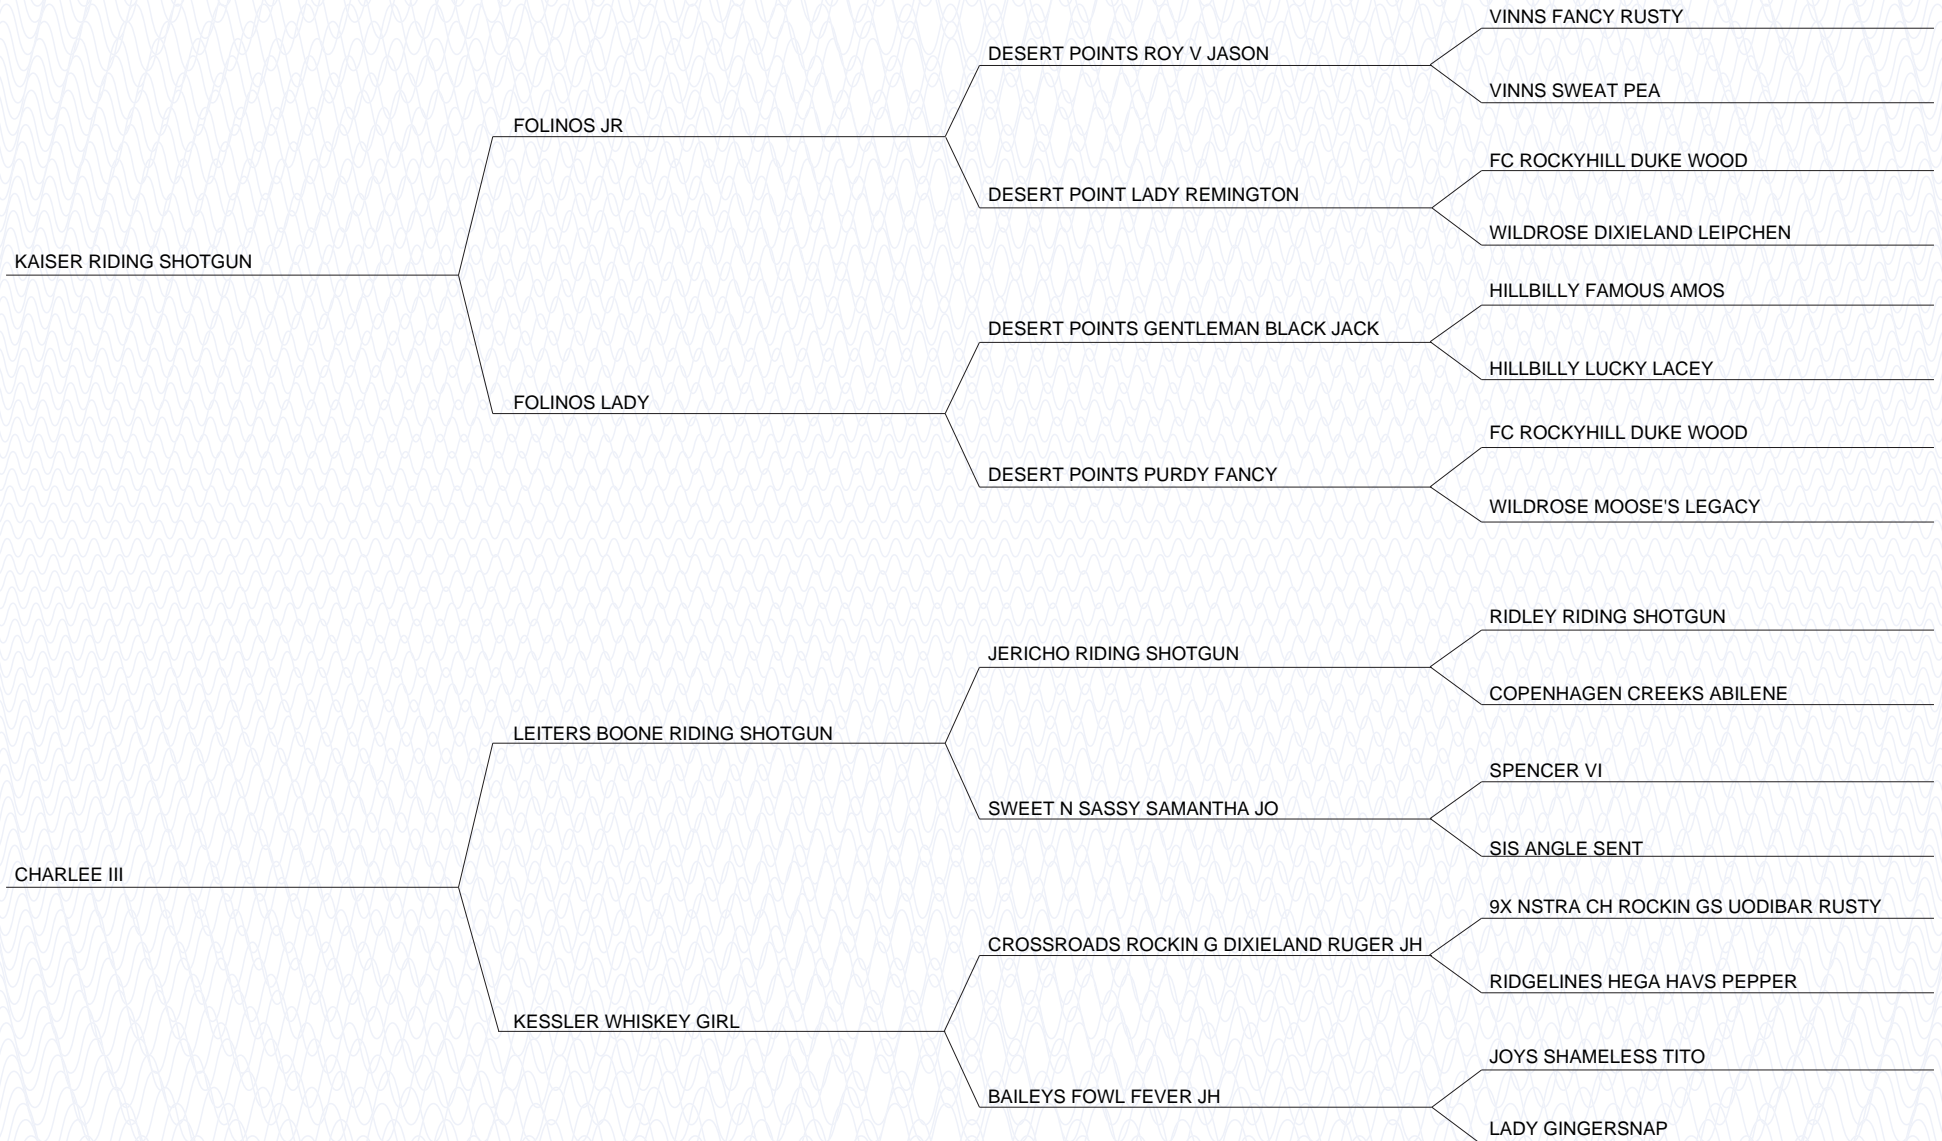 VINNS FANCY RUSTY
DESERT POINTS ROY V JASON
VINNS SWEAT PEA
FOLINOS JR
FC ROCKYHILL DUKE WOOD
DESERT POINT LADY REMINGTON
WILDROSE DIXIELAND LEIPCHEN
KAISER RIDING SHOTGUN
HILLBILLY FAMOUS AMOS
DESERT POINTS GENTLEMAN BLACK JACK
HILLBILLY LUCKY LACEY
FOLINOS LADY
FC ROCKYHILL DUKE WOOD
DESERT POINTS PURDY FANCY
WILDROSE MOOSE'S LEGACY
RIDLEY RIDING SHOTGUN
JERICHO RIDING SHOTGUN
COPENHAGEN CREEKS ABILENE
LEITERS BOONE RIDING SHOTGUN
SPENCER VI
SWEET N SASSY SAMANTHA JO
SIS ANGLE SENT
CHARLEE III
9X NSTRA CH ROCKIN GS UODIBAR RUSTY
CROSSROADS ROCKIN G DIXIELAND RUGER JH
RIDGELINES HEGA HAVS PEPPER
KESSLER WHISKEY GIRL
JOYS SHAMELESS TITO
BAILEYS FOWL FEVER JH
LADY GINGERSNAP